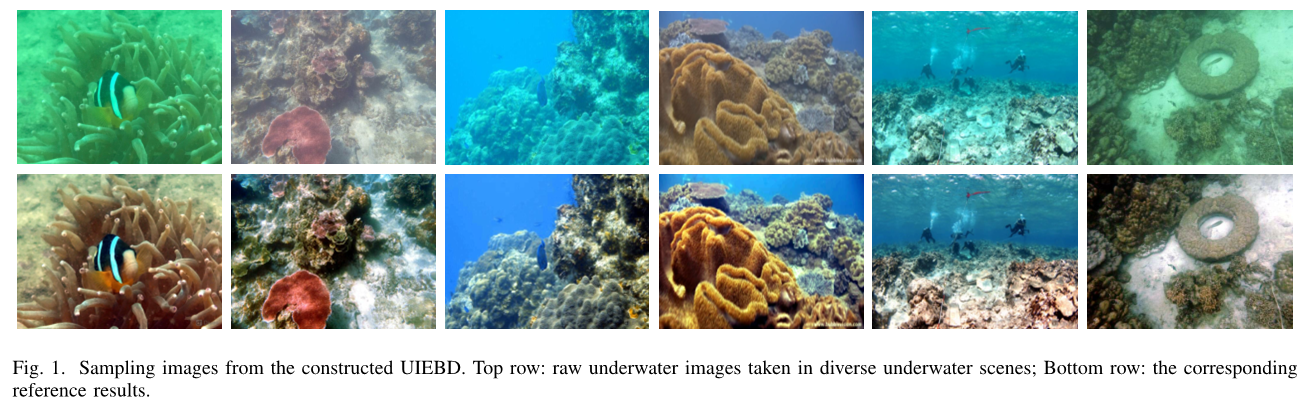 Fig. 1. Sampling images from the constructed UIEBD. Top row: raw underwater images taken in diverse underwater scenes; Bottom row: the corresponding
reference results.